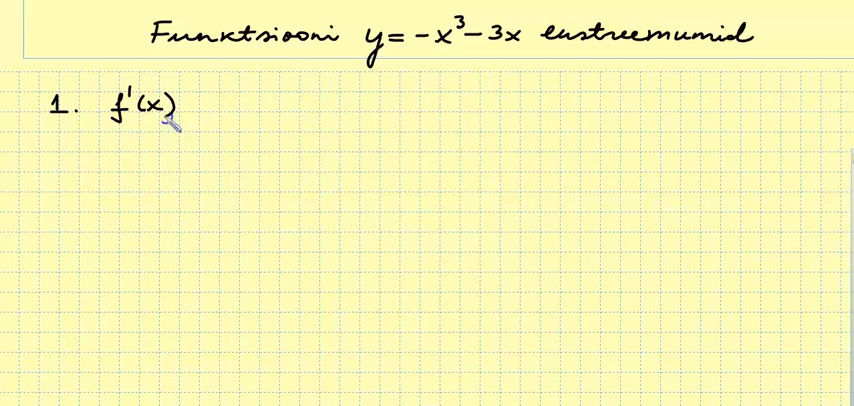 Funktsiooni y = -x³ - 3x ekstreemumid
1. f'(x)